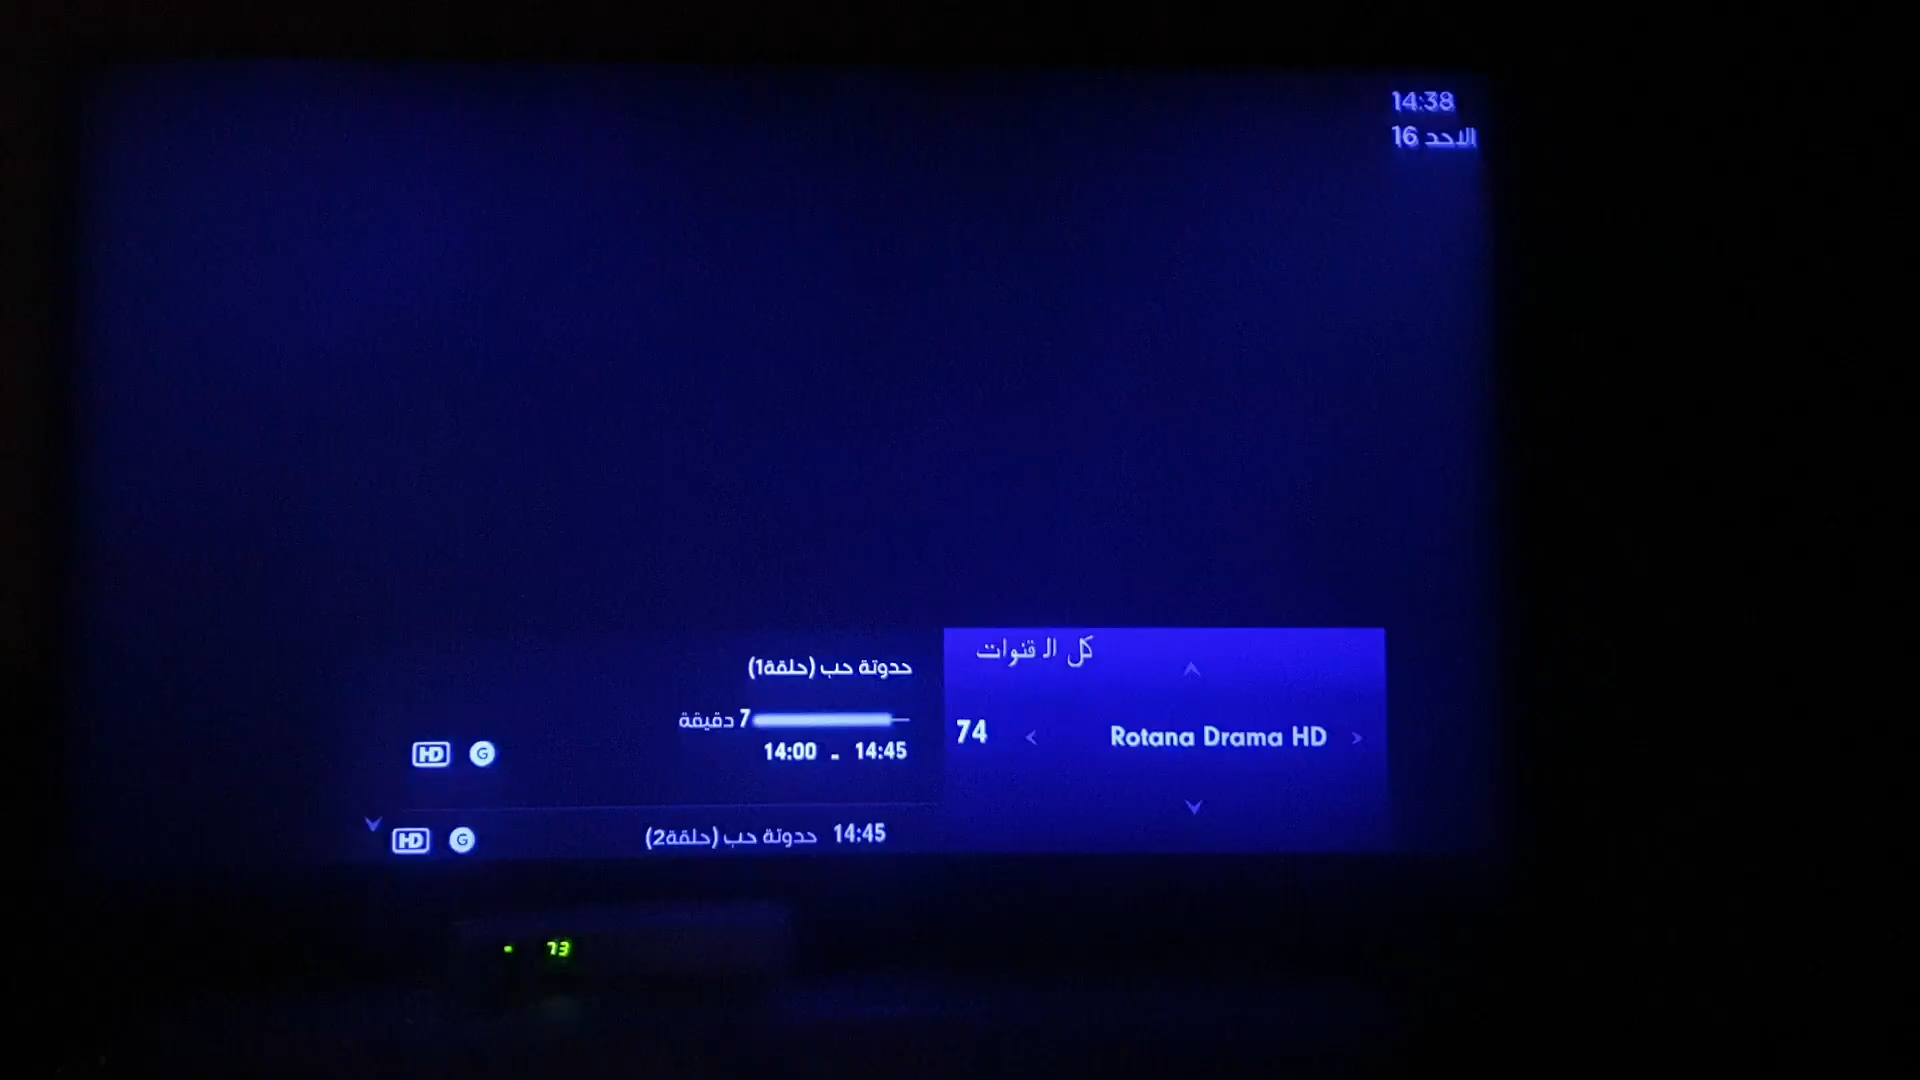 14:38
الاحد 16
كل الـ قنوات
74 Rotana Drama HD
حدوتة حب (حلقة1)
7 دقيقة
14:00 - 14:45
HD G
14:45 حدوتة حب (حلقة2)
HD G
73